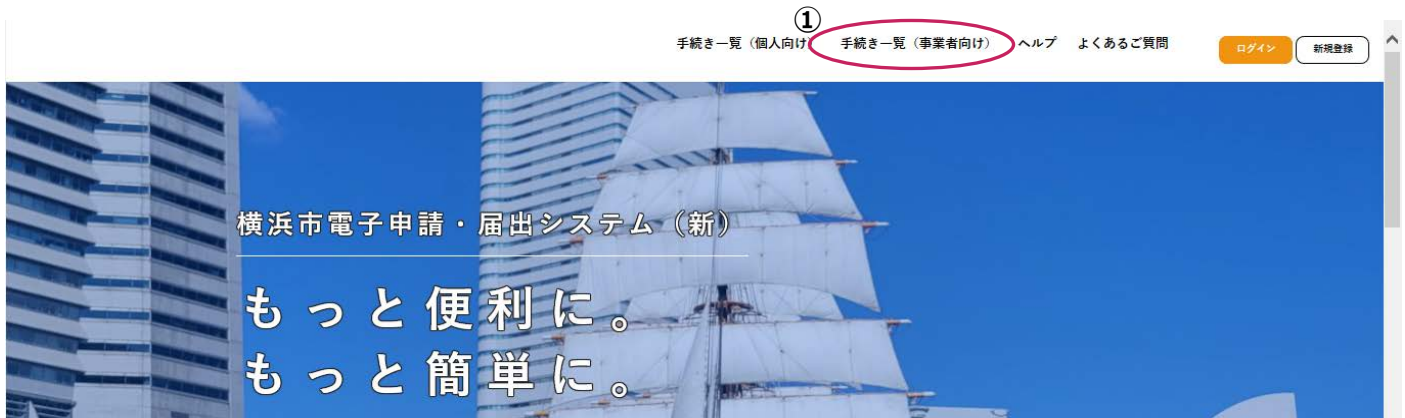 ①
手続き一覧（個人向け） 手続き一覧（事業者向け） ヘルプ よくあるご質問 ログイン 新規登録
横浜市電子申請・届出システム（新）
もっと便利に。
もっと簡単に。